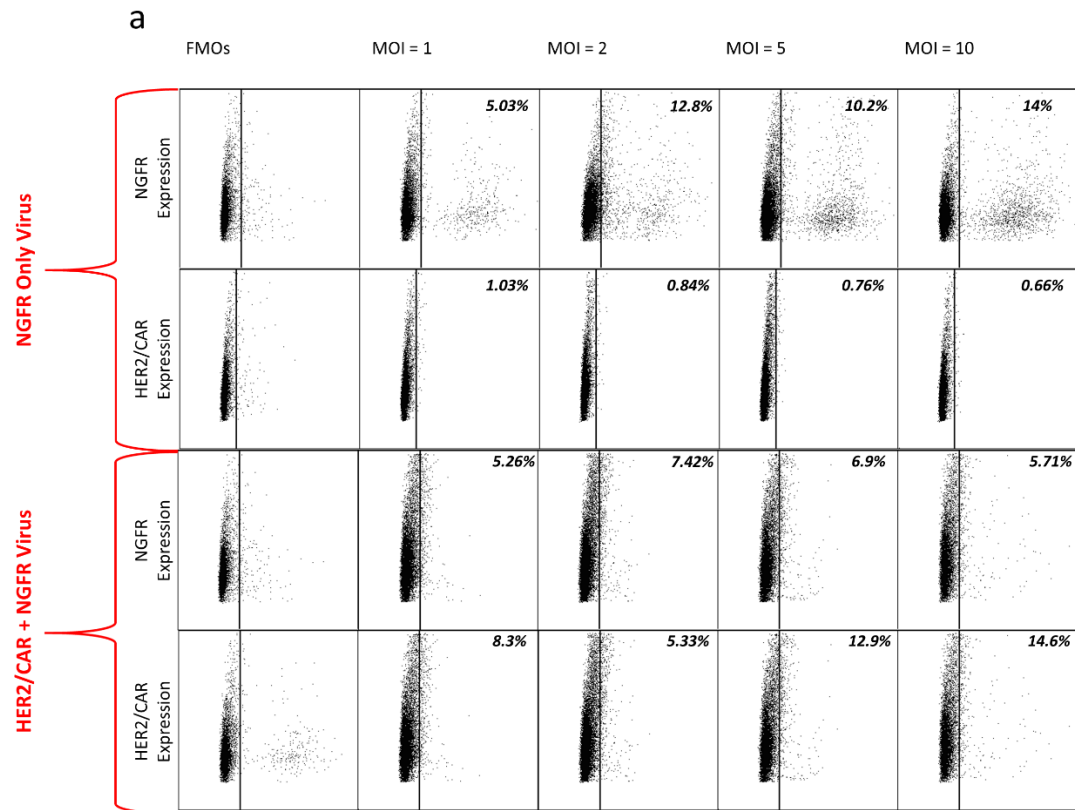 a
FMOs MOI = 1 MOI = 2 MOI = 5 MOI = 10
NGFR Only Virus
NGFR
Expression
5.03% 12.8% 10.2% 14%
HER2/CAR
Expression
1.03% 0.84% 0.76% 0.66%
HER2/CAR + NGFR Virus
NGFR
Expression
5.26% 7.42% 6.9% 5.71%
HER2/CAR
Expression
8.3% 5.33% 12.9% 14.6%